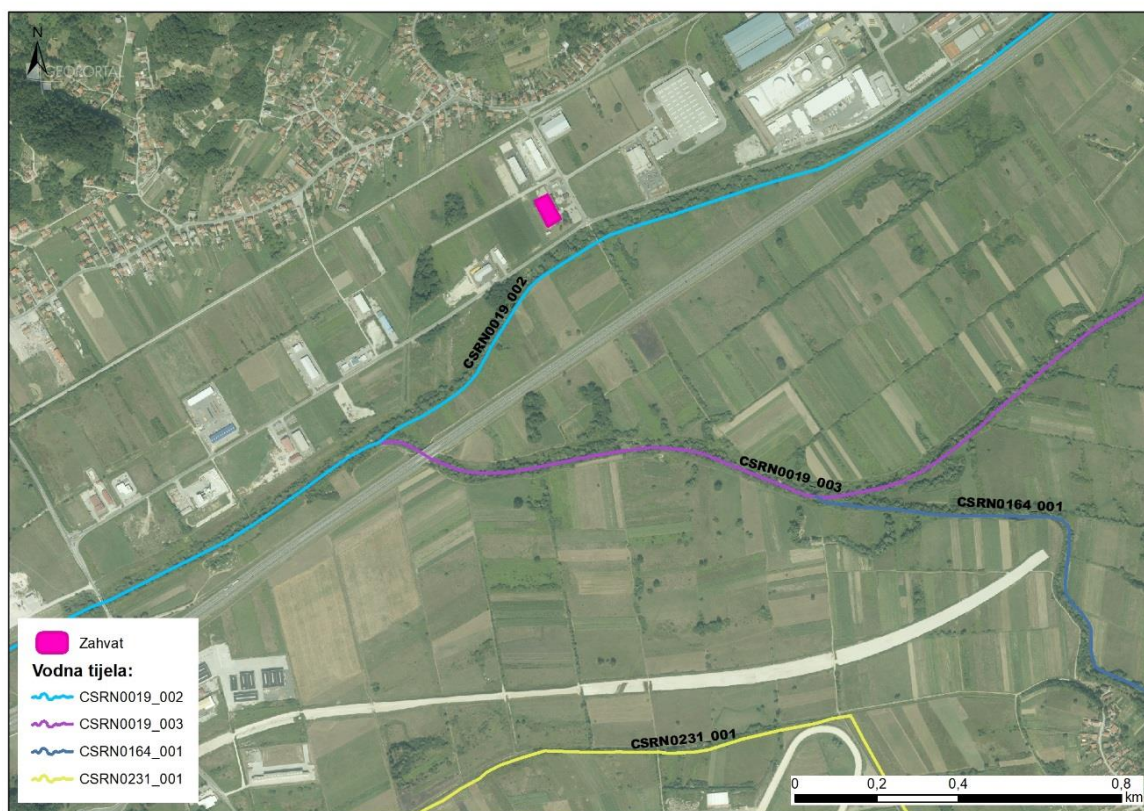 N
GEOPORTAL
CSRN0019_002
CSRN0019_003
CSRN0164_001
CSRN0231_001
Zahvat
Vodna tijela:
CSRN0019_002
CSRN0019_003
CSRN0164_001
CSRN0231_001
0 0,2 0,4 0,8
km